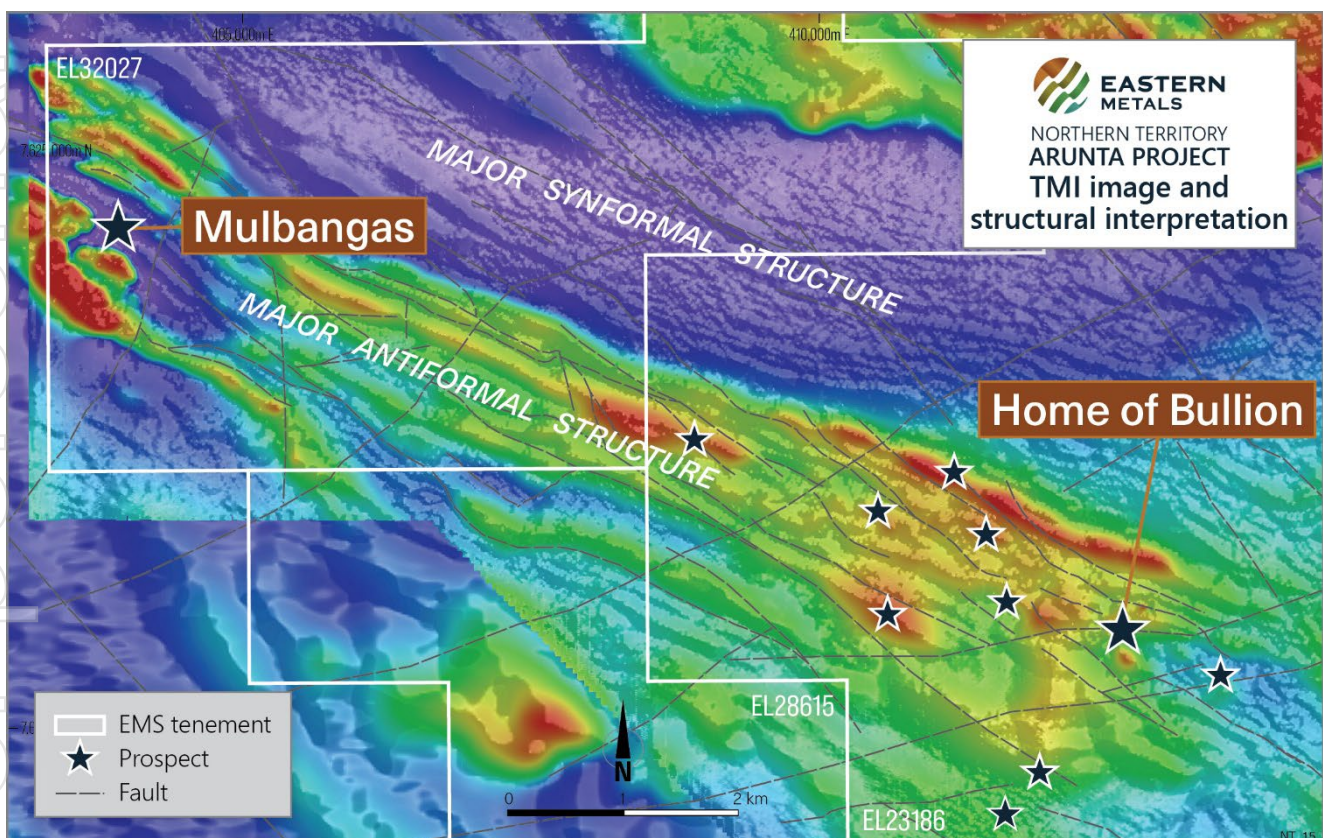 405,000m E
410,000m E
EL32027
EASTERN
METALS
NORTHERN TERRITORY
ARUNTA PROJECT
TMI image and
structural interpretation
7,625,000m N
MAJOR SYNFORMAL STRUCTURE
Mulbangas
MAJOR ANTIFORMAL STRUCTURE
Home of Bullion
EL28615
EMS tenement
Prospect
Fault
N
0 1 2 km
EL23186
NT_15